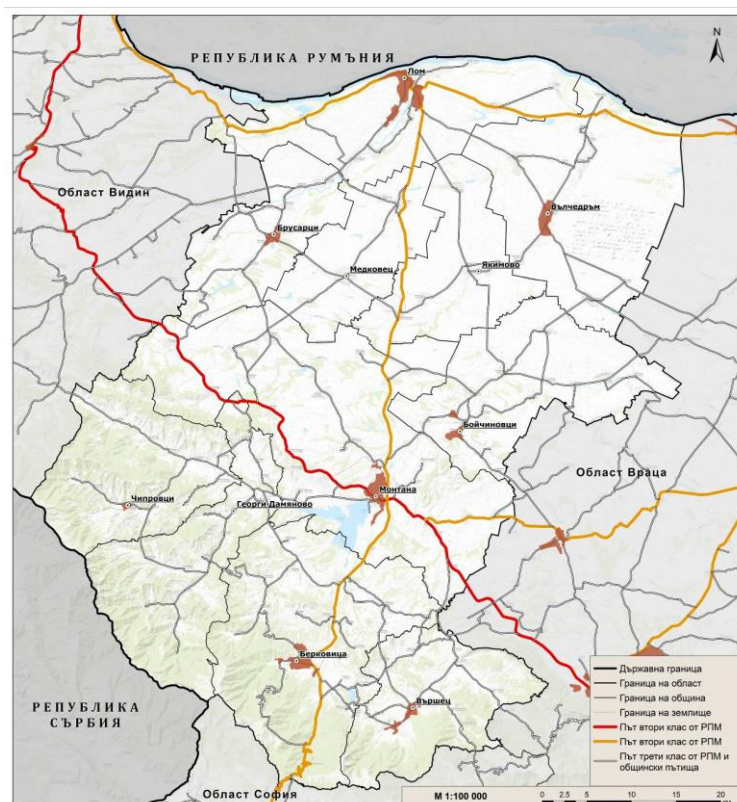 N
РЕПУБЛИКА РУМЪНИЯ
Лом
Област Видин
Вълчедръм
Брусарци
Медковец
Якимово
Бойчиновци
Област Враца
Монтана
Чипровци
Георги Дамяново
Берковица
Вършец
РЕПУБЛИКА
СЪРБИЯ
Област София
Държавна граница
Граница на област
Граница на община
Граница на землище
Път втори клас от РПМ
Път втори клас от РПМ
Път трети клас от РПМ и
общински пътища
М 1:100 000
0 2.5 5 10 15 20